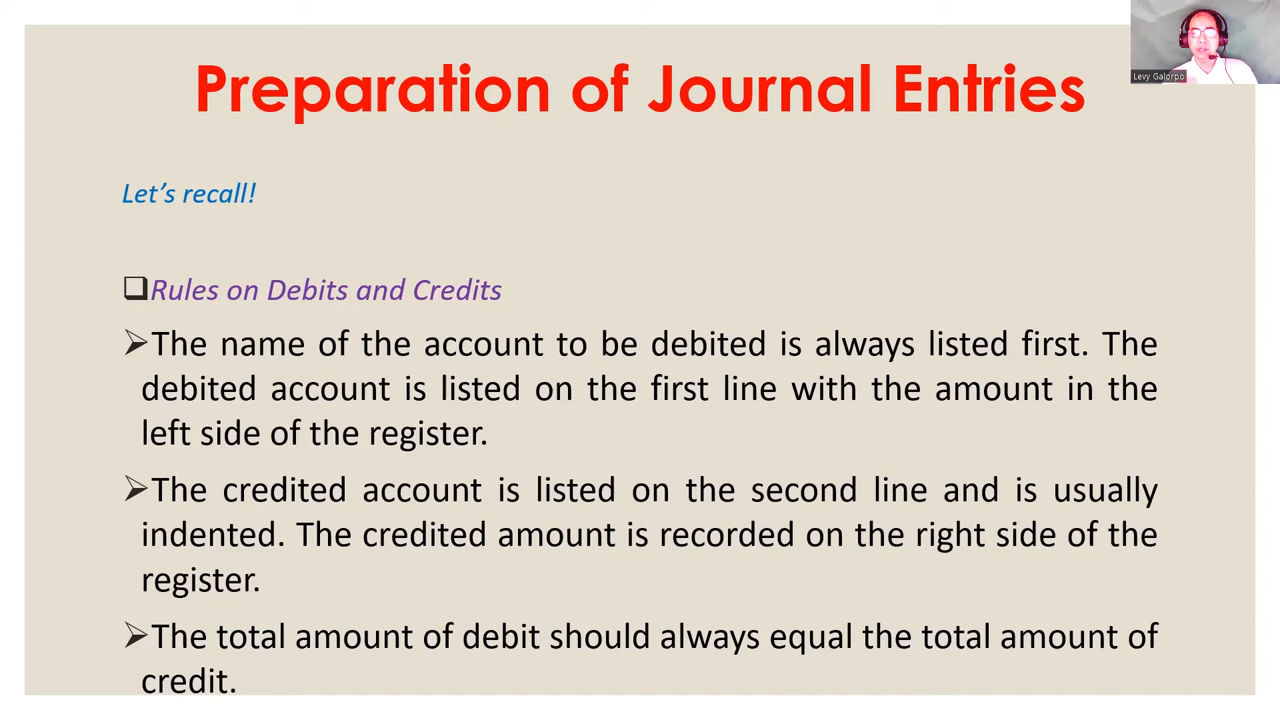 Preparation of Journal Entries
Levy Galorpo
Let's recall!
❑Rules on Debits and Credits
➢The name of the account to be debited is always listed first. The
debited account is listed on the first line with the amount in the
left side of the register.
➢The credited account is listed on the second line and is usually
indented. The credited amount is recorded on the right side of the
register.
➢The total amount of debit should always equal the total amount of
credit.